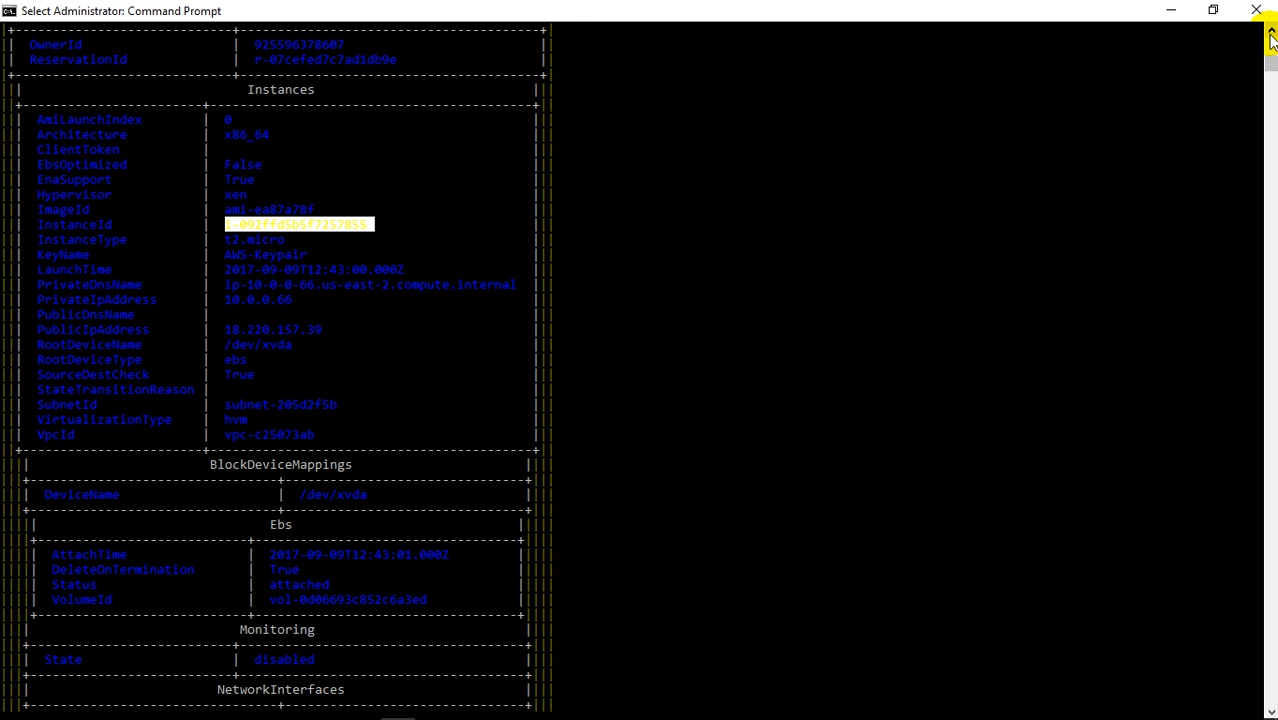 Select Administrator: Command Prompt
OwnerId 925596378607
ReservationId r-07cefed7c7ad1db9e
Instances
AmiLaunchIndex 0
Architecture x86_64
ClientToken
EbsOptimized False
EnaSupport True
Hypervisor xen
ImageId ami-ea87a78f
InstanceId i-092ffd5b5f7257855
InstanceType t2.micro
KeyName AWS-Keypair
LaunchTime 2017-09-09T12:43:00.000Z
PrivateDnsName ip-10-0-0-66.us-east-2.compute.internal
PrivateIpAddress 10.0.0.66
PublicDnsName
PublicIpAddress 18.220.157.39
RootDeviceName /dev/xvda
RootDeviceType ebs
SourceDestCheck True
StateTransitionReason
SubnetId subnet-205d2f5b
VirtualizationType hvm
VpcId vpc-c25073ab
BlockDeviceMappings
DeviceName /dev/xvda
Ebs
AttachTime 2017-09-09T12:43:01.000Z
DeleteOnTermination True
Status attached
VolumeId vol-0d06693c852c6a3ed
Monitoring
State disabled
NetworkInterfaces